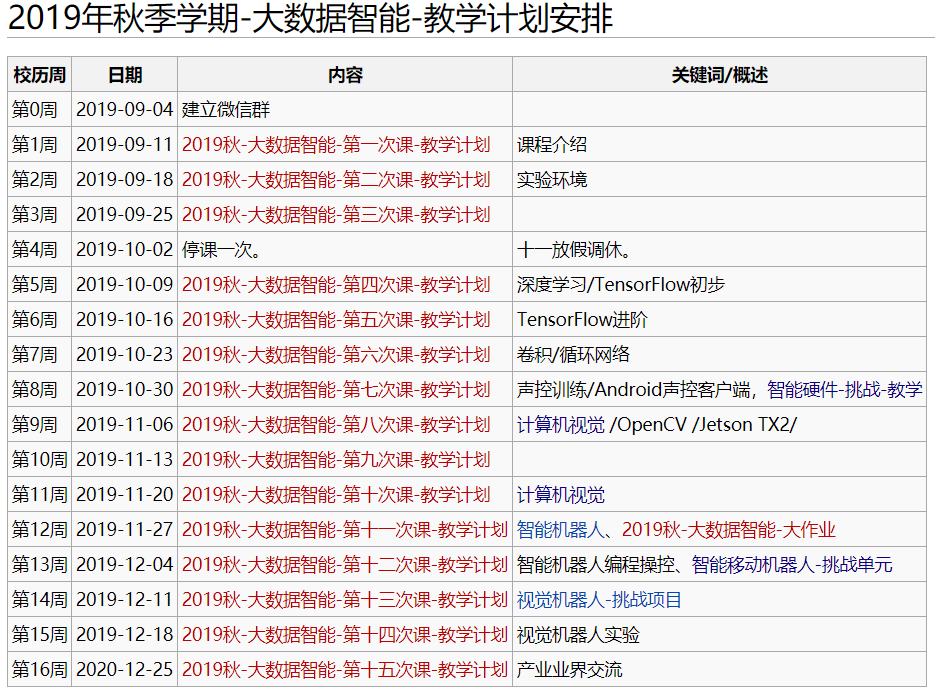 2019年秋季学期-大数据智能-教学计划安排
校历周 日期 内容 关键词/概述
第0周 2019-09-04 建立微信群
第1周 2019-09-11 2019秋-大数据智能-第一次课-教学计划 课程介绍
第2周 2019-09-18 2019秋-大数据智能-第二次课-教学计划 实验环境
第3周 2019-09-25 2019秋-大数据智能-第三次课-教学计划
第4周 2019-10-02 停课一次。 十一放假调休。
第5周 2019-10-09 2019秋-大数据智能-第四次课-教学计划 深度学习/TensorFlow初步
第6周 2019-10-16 2019秋-大数据智能-第五次课-教学计划 TensorFlow进阶
第7周 2019-10-23 2019秋-大数据智能-第六次课-教学计划 卷积/循环网络
第8周 2019-10-30 2019秋-大数据智能-第七次课-教学计划 声控训练/Android声控客户端，智能硬件-挑战-教学
第9周 2019-11-06 2019秋-大数据智能-第八次课-教学计划 计算机视觉 /OpenCV /Jetson TX2/
第10周 2019-11-13 2019秋-大数据智能-第九次课-教学计划
第11周 2019-11-20 2019秋-大数据智能-第十次课-教学计划 计算机视觉
第12周 2019-11-27 2019秋-大数据智能-第十一次课-教学计划 智能机器人、2019秋-大数据智能-大作业
第13周 2019-12-04 2019秋-大数据智能-第十二次课-教学计划 智能机器人编程操控、智能移动机器人-挑战单元
第14周 2019-12-11 2019秋-大数据智能-第十三次课-教学计划 视觉机器人-挑战项目
第15周 2019-12-18 2019秋-大数据智能-第十四次课-教学计划 视觉机器人实验
第16周 2020-12-25 2019秋-大数据智能-第十五次课-教学计划 产业业界交流